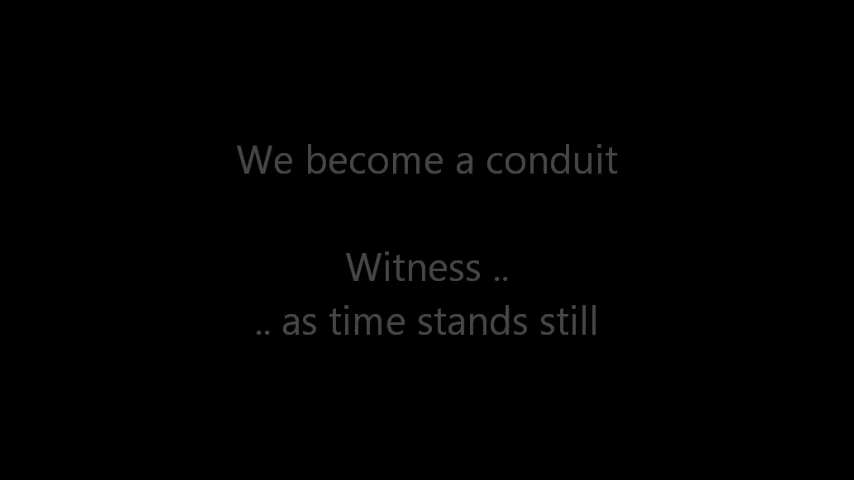 We become a conduit
Witness ..
.. as time stands still